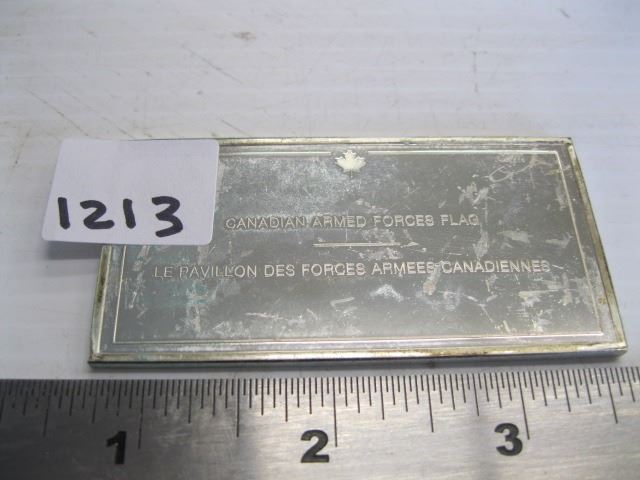 1213
CANADIAN ARMED FORCES FLAG
LE PAVILLON DES FORCES ARMEES CANADIENNES
1 2 3